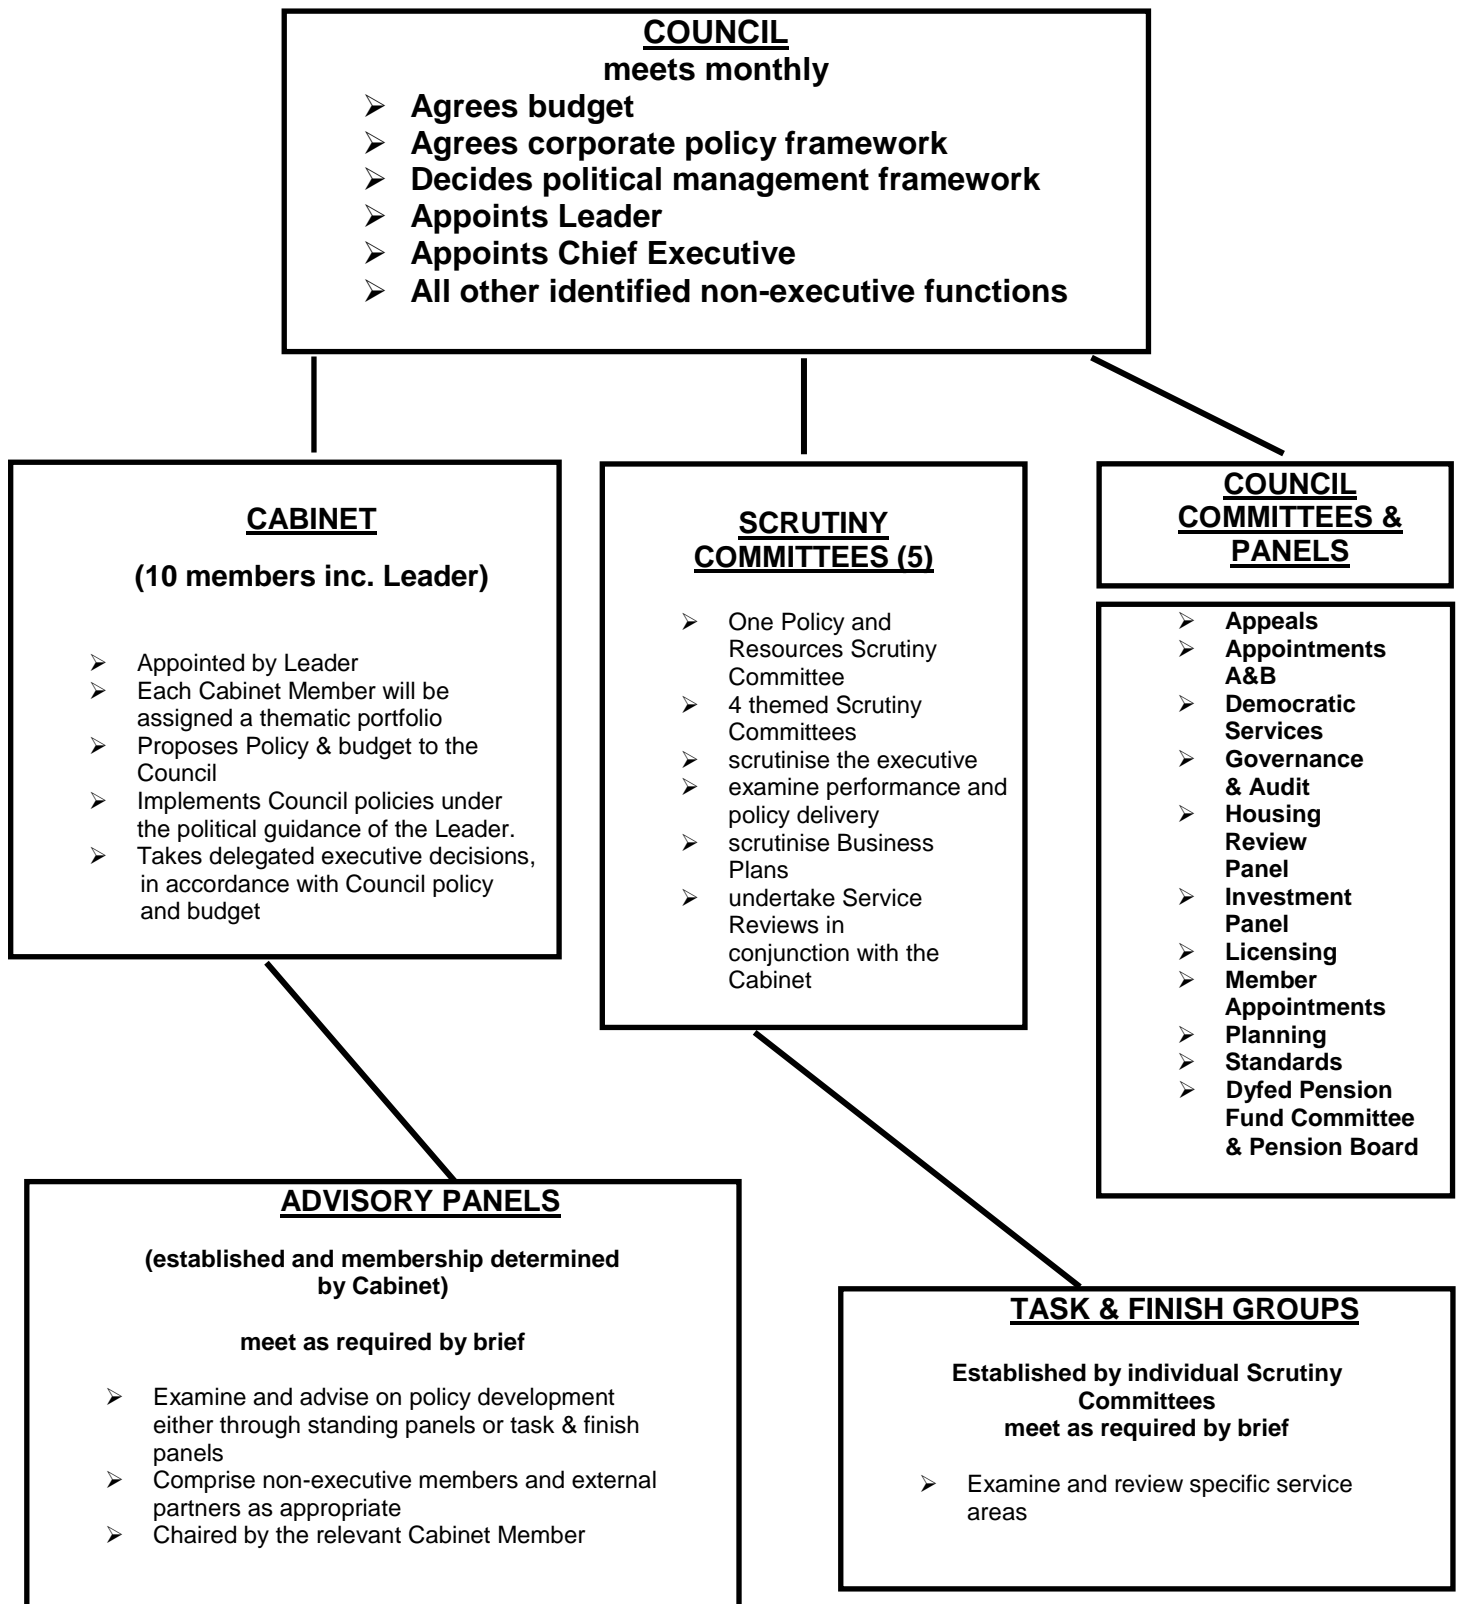 COUNCIL
meets monthly
➢ Agrees budget
➢ Agrees corporate policy framework
➢ Decides political management framework
➢ Appoints Leader
➢ Appoints Chief Executive
➢ All other identified non-executive functions
CABINET
(10 members inc. Leader)
➢ Appointed by Leader
➢ Each Cabinet Member will be
assigned a thematic portfolio
➢ Proposes Policy & budget to the
Council
➢ Implements Council policies under
the political guidance of the Leader.
➢ Takes delegated executive decisions,
in accordance with Council policy
and budget
SCRUTINY
COMMITTEES (5)
➢ One Policy and
Resources Scrutiny
Committee
➢ 4 themed Scrutiny
Committees
➢ scrutinise the executive
➢ examine performance and
policy delivery
➢ scrutinise Business
Plans
➢ undertake Service
Reviews in
conjunction with the
Cabinet
COUNCIL
COMMITTEES &
PANELS
➢ Appeals
➢ Appointments
A&B
➢ Democratic
Services
➢ Governance
& Audit
➢ Housing
Review
Panel
➢ Investment
Panel
➢ Licensing
➢ Member
Appointments
➢ Planning
➢ Standards
➢ Dyfed Pension
Fund Committee
& Pension Board
ADVISORY PANELS
(established and membership determined
by Cabinet)
meet as required by brief
➢ Examine and advise on policy development
either through standing panels or task & finish
panels
➢ Comprise non-executive members and external
partners as appropriate
➢ Chaired by the relevant Cabinet Member
TASK & FINISH GROUPS
Established by individual Scrutiny
Committees
meet as required by brief
➢ Examine and review specific service
areas